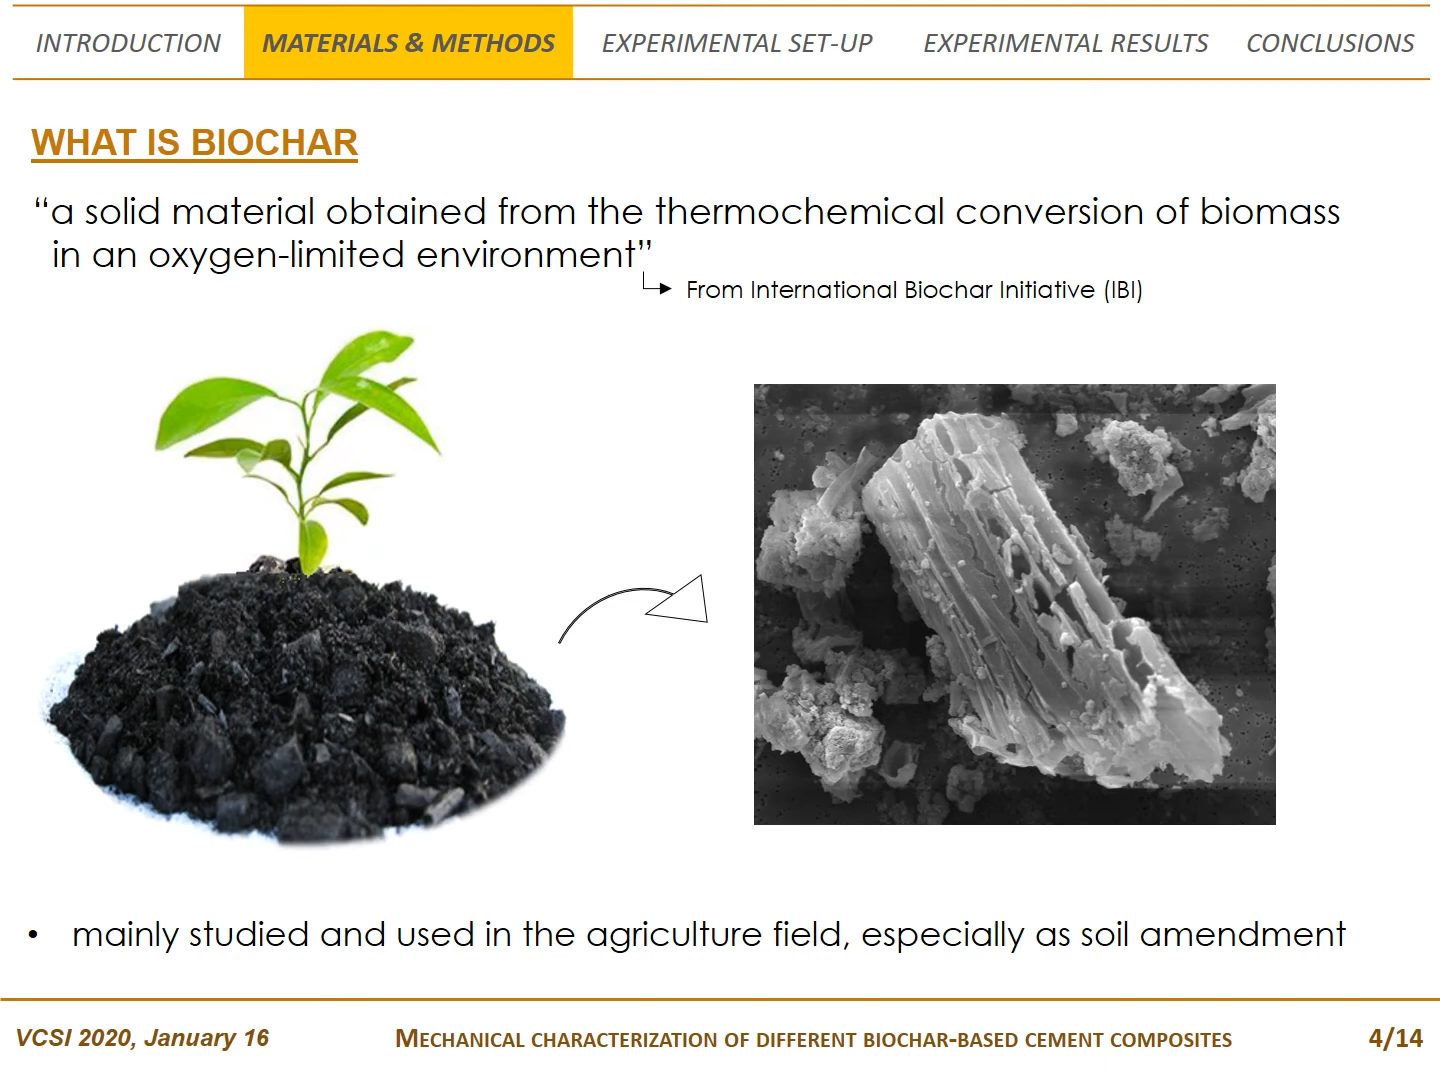 INTRODUCTION MATERIALS & METHODS EXPERIMENTAL SET-UP EXPERIMENTAL RESULTS CONCLUSIONS
WHAT IS BIOCHAR
“a solid material obtained from the thermochemical conversion of biomass
in an oxygen-limited environment”
From International Biochar Initiative (IBI)
• mainly studied and used in the agriculture field, especially as soil amendment
VCSI 2020, January 16 MECHANICAL CHARACTERIZATION OF DIFFERENT BIOCHAR-BASED CEMENT COMPOSITES 4/14